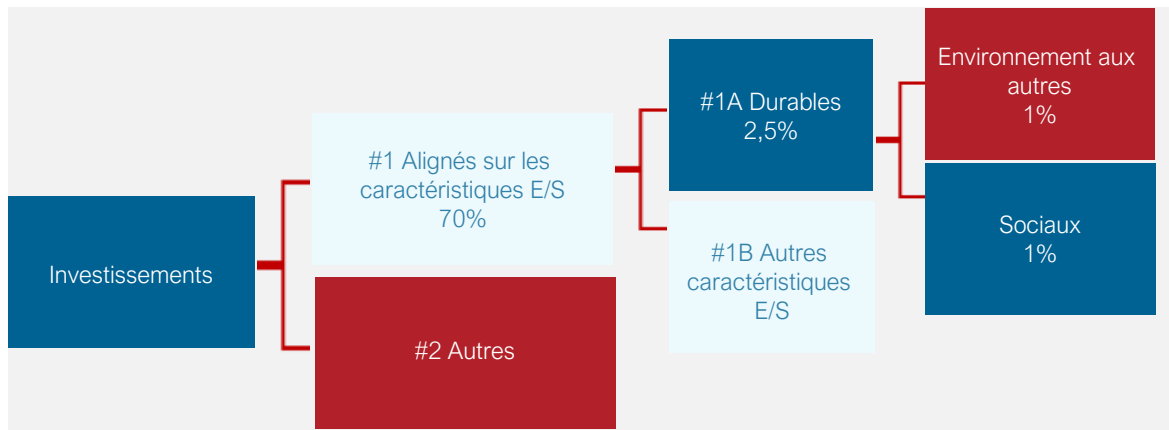 Investissements
#1 Alignés sur les
caractéristiques E/S
70%
#2 Autres
#1A Durables
2,5%
#1B Autres
caractéristiques
E/S
Environnement aux
autres
1%
Sociaux
1%